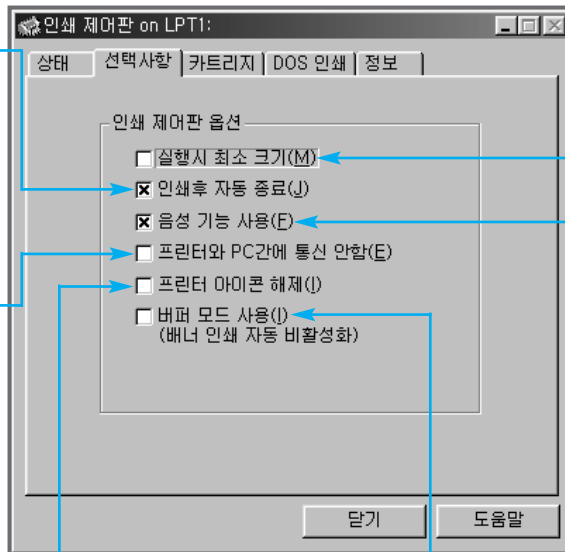 인쇄 제어판 on LPT1:
상태 선택사항 카트리지 DOS 인쇄 정보
인쇄 제어판 옵션
실행시 최소 크기(M)
인쇄후 자동 종료(J)
음성 기능 사용(F)
프린터와 PC간에 통신 안함(E)
프린터 아이콘 해제(I)
버퍼 모드 사용(I)
(배너 인쇄 자동 비활성화)
닫기 도움말